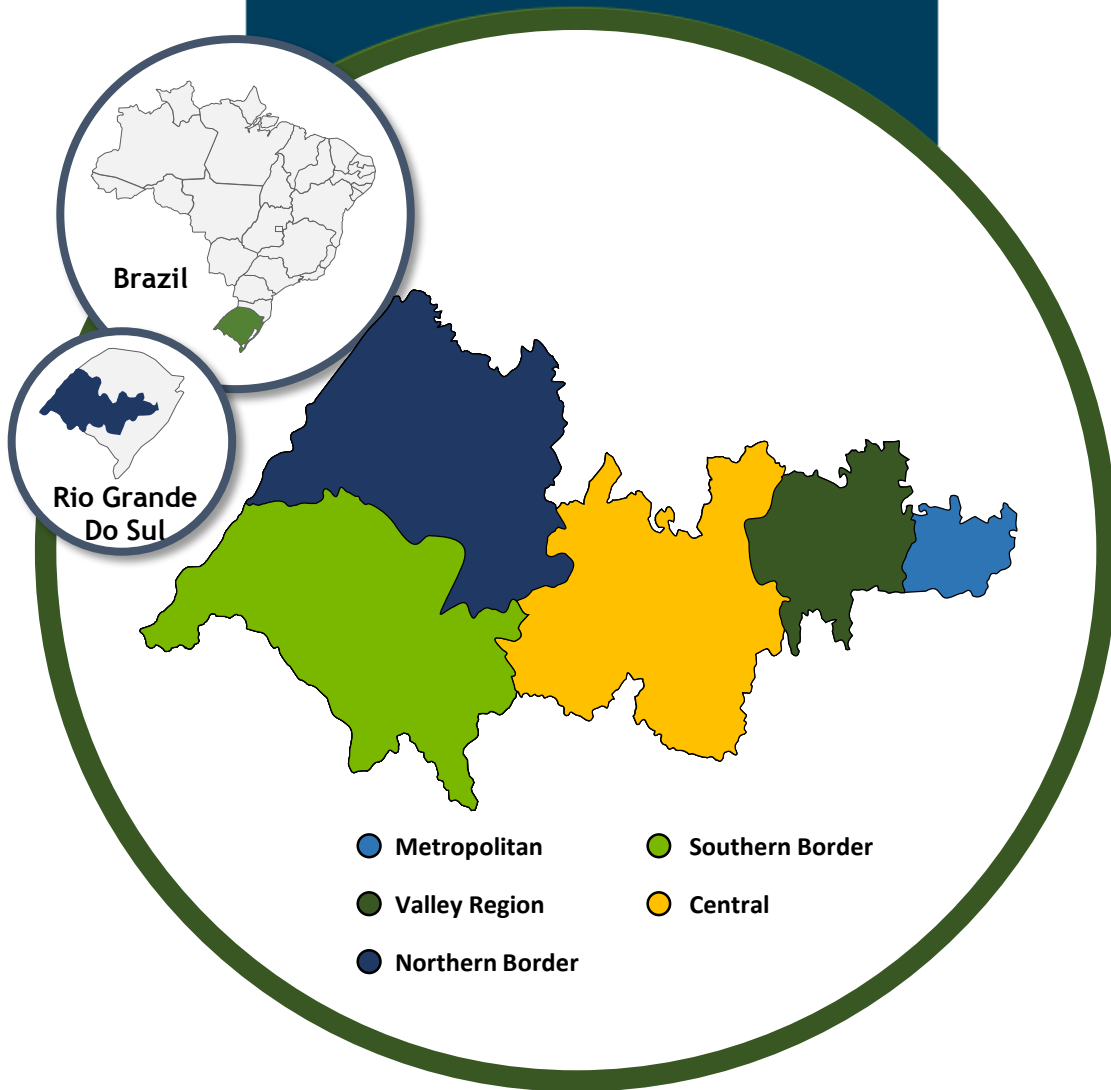 Brazil
Rio Grande
Do Sul
Metropolitan
Southern Border
Valley Region
Central
Northern Border